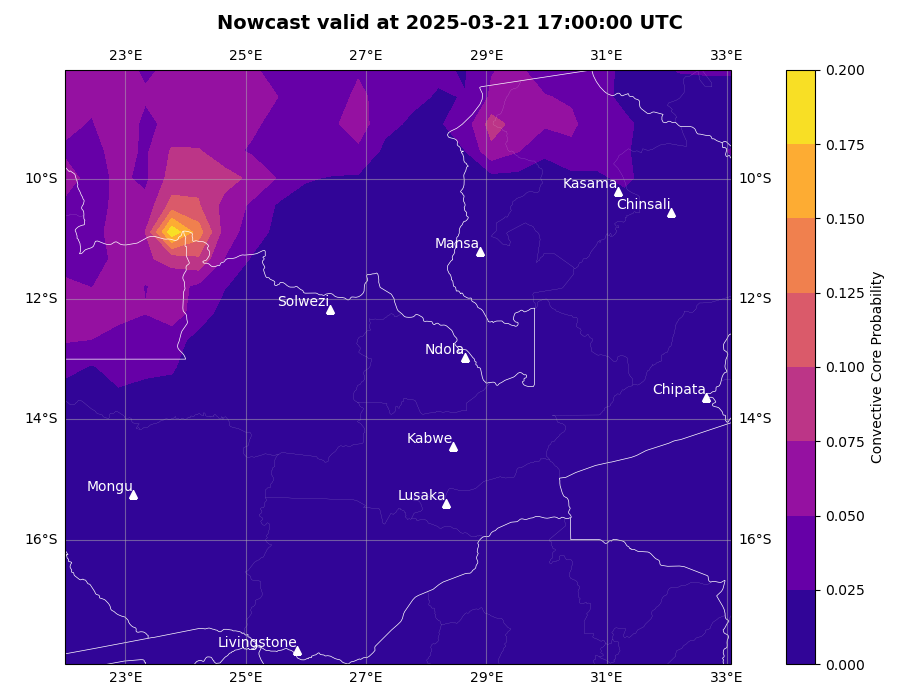 Nowcast valid at 2025-03-21 17:00:00 UTC
23°E 25°E 27°E 29°E 31°E 33°E
0.200
0.175
0.150
0.125
0.100
0.075
0.050
0.025
0.000
Convective Core Probability
10°S 10°S
12°S 12°S
14°S 14°S
16°S 16°S
Kasama
Chinsali
Mansa
Solwezi
Ndola
Chipata
Kabwe
Mongu
Lusaka
Livingstone
23°E 25°E 27°E 29°E 31°E 33°E